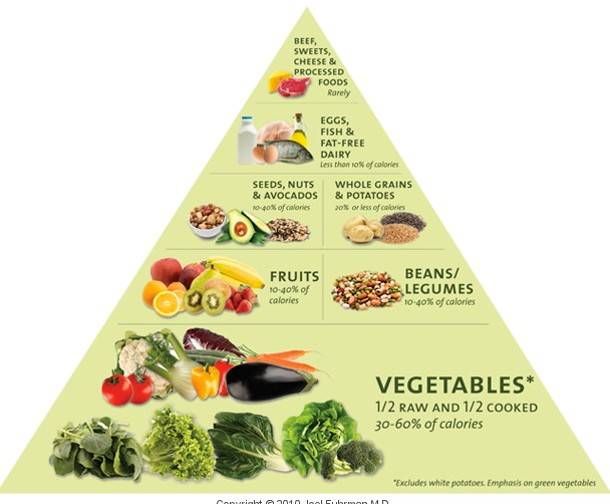 BEEF,
SWEETS,
CHEESE &
PROCESSED
FOODS
Rarely
EGGS,
FISH &
FAT-FREE
DAIRY
Less than 10% of calories
SEEDS, NUTS
& AVOCADOS
10-40% of calories
WHOLE GRAINS
& POTATOES
20% or less of calories
FRUITS
10-40% of
calories
BEANS/
LEGUMES
10-40% of calories
VEGETABLES*
1/2 RAW AND 1/2 COOKED
30-60% of calories
*Excludes white potatoes. Emphasis on green vegetables
Copyright © 2010 Joel Fuhrman M.D.